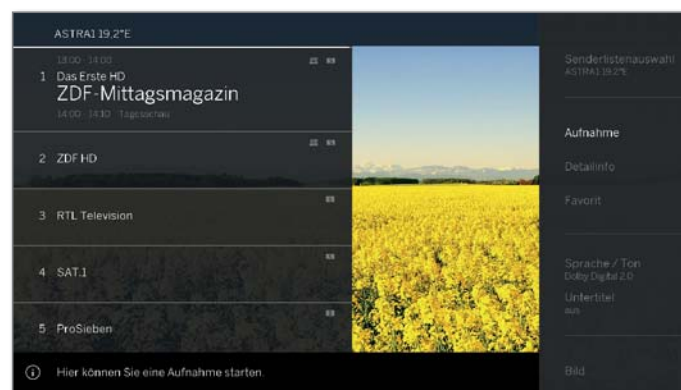 ASTRA1 19,2°E
13:00 - 14:00
1 Das Erste HD
ZDF-Mittagsmagazin
14:00 - 14:10 Tagesschau
2 ZDF HD
3 RTL Television
4 SAT.1
5 ProSieben
Hier können Sie eine Aufnahme starten.
Senderlistenauswahl
ASTRA1 19,2°E
Aufnahme
Detailinfo
Favorit
Sprache / Ton
Dolby Digital 2.0
Untertitel
aus
Bild